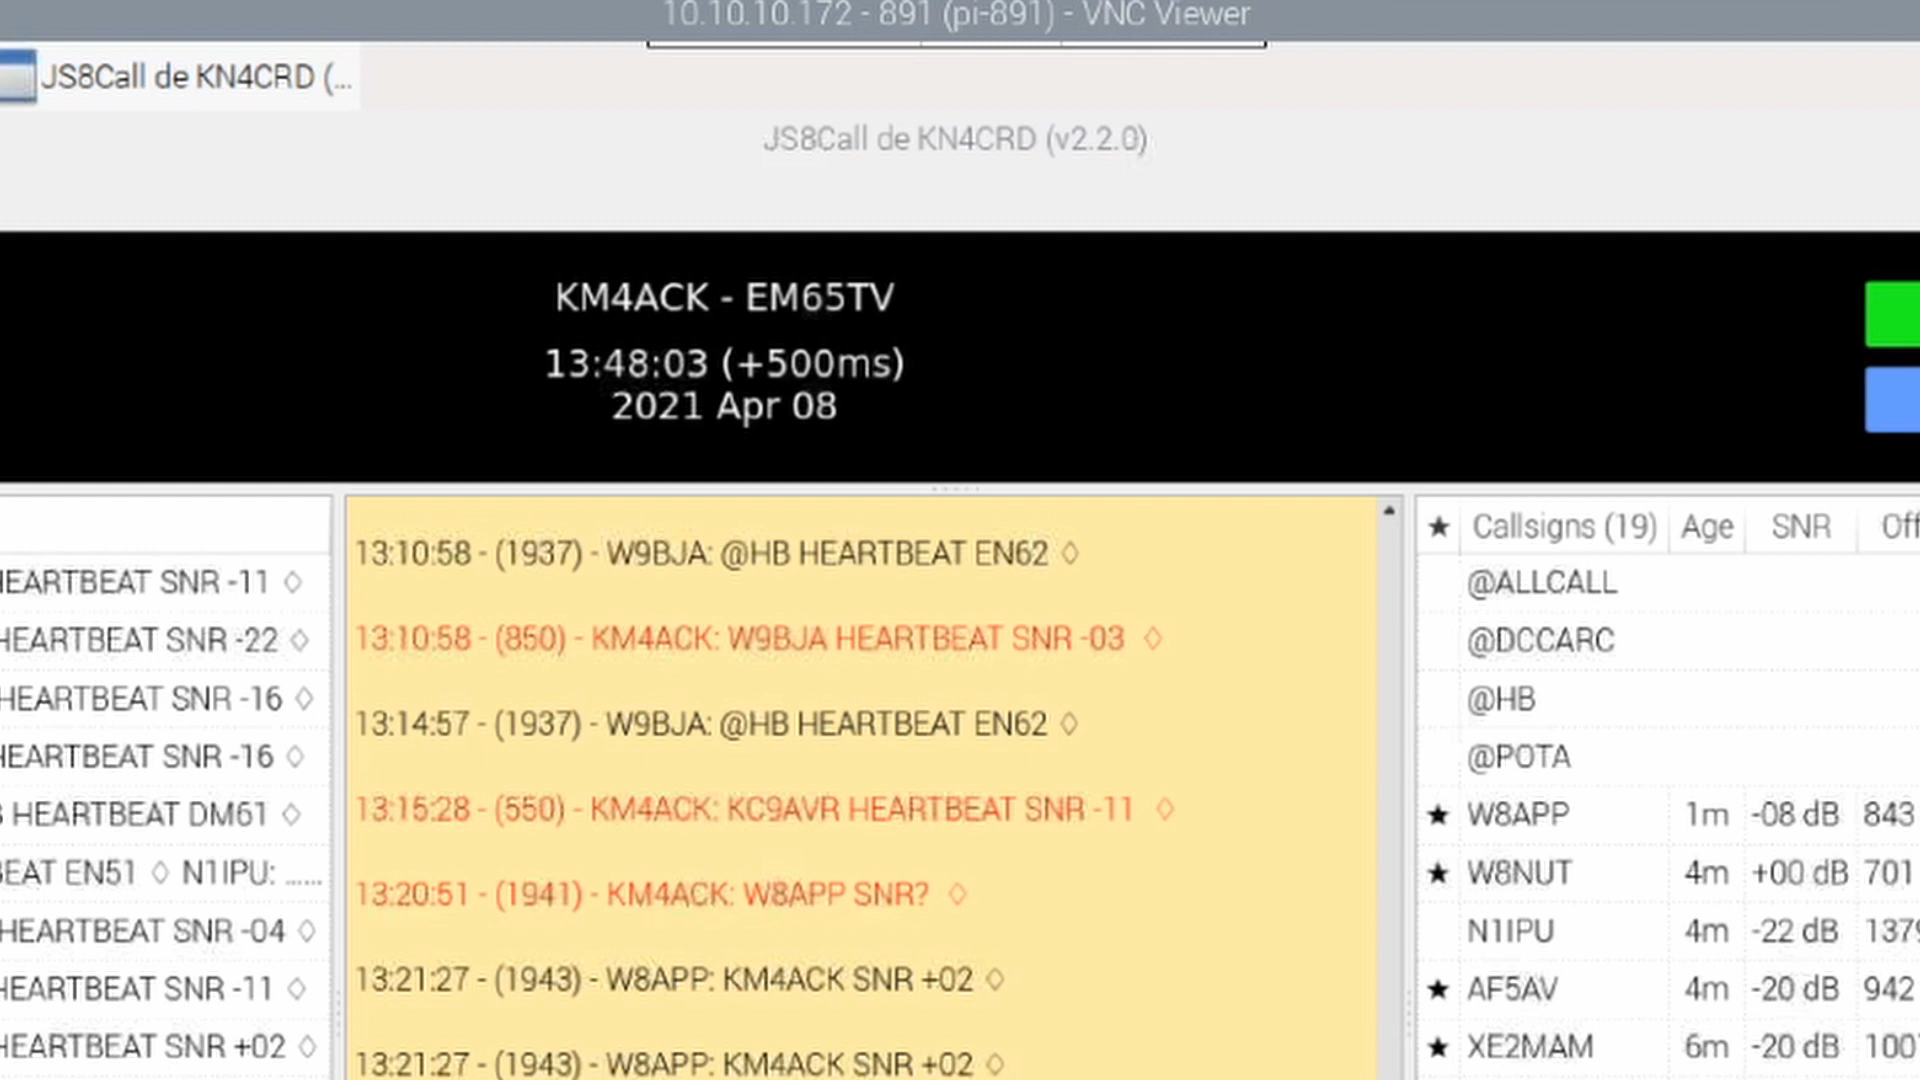 10.10.10.172 - 891 (pi-891) - VNC Viewer
JS8Call de KN4CRD (...
JS8Call de KN4CRD (v2.2.0)
KM4ACK - EM65TV
13:48:03 (+500ms)
2021 Apr 08
HEARTBEAT SNR -11 ♢
HEARTBEAT SNR -22 ♢
HEARTBEAT SNR -16 ♢
HEARTBEAT SNR -16 ♢
HEARTBEAT DM61 ♢
EAT EN51 ♢ N1IPU: ......
HEARTBEAT SNR -04 ♢
HEARTBEAT SNR -11 ♢
HEARTBEAT SNR +02 ♢
13:10:58 - (1937) - W9BJA: @HB HEARTBEAT EN62 ♢
13:10:58 - (850) - KM4ACK: W9BJA HEARTBEAT SNR -03 ♢
13:14:57 - (1937) - W9BJA: @HB HEARTBEAT EN62 ♢
13:15:28 - (550) - KM4ACK: KC9AVR HEARTBEAT SNR -11 ♢
13:20:51 - (1941) - KM4ACK: W8APP SNR? ♢
13:21:27 - (1943) - W8APP: KM4ACK SNR +02 ♢
13:21:27 - (1943) - W8APP: KM4ACK SNR +02 ♢
★ Callsigns (19) Age SNR Off
@ALLCALL
@DCCARC
@HB
@POTA
★ W8APP 1m -08 dB 843
★ W8NUT 4m +00 dB 701
N1IPU 4m -22 dB 1379
★ AF5AV 4m -20 dB 942
★ XE2MAM 6m -20 dB 100